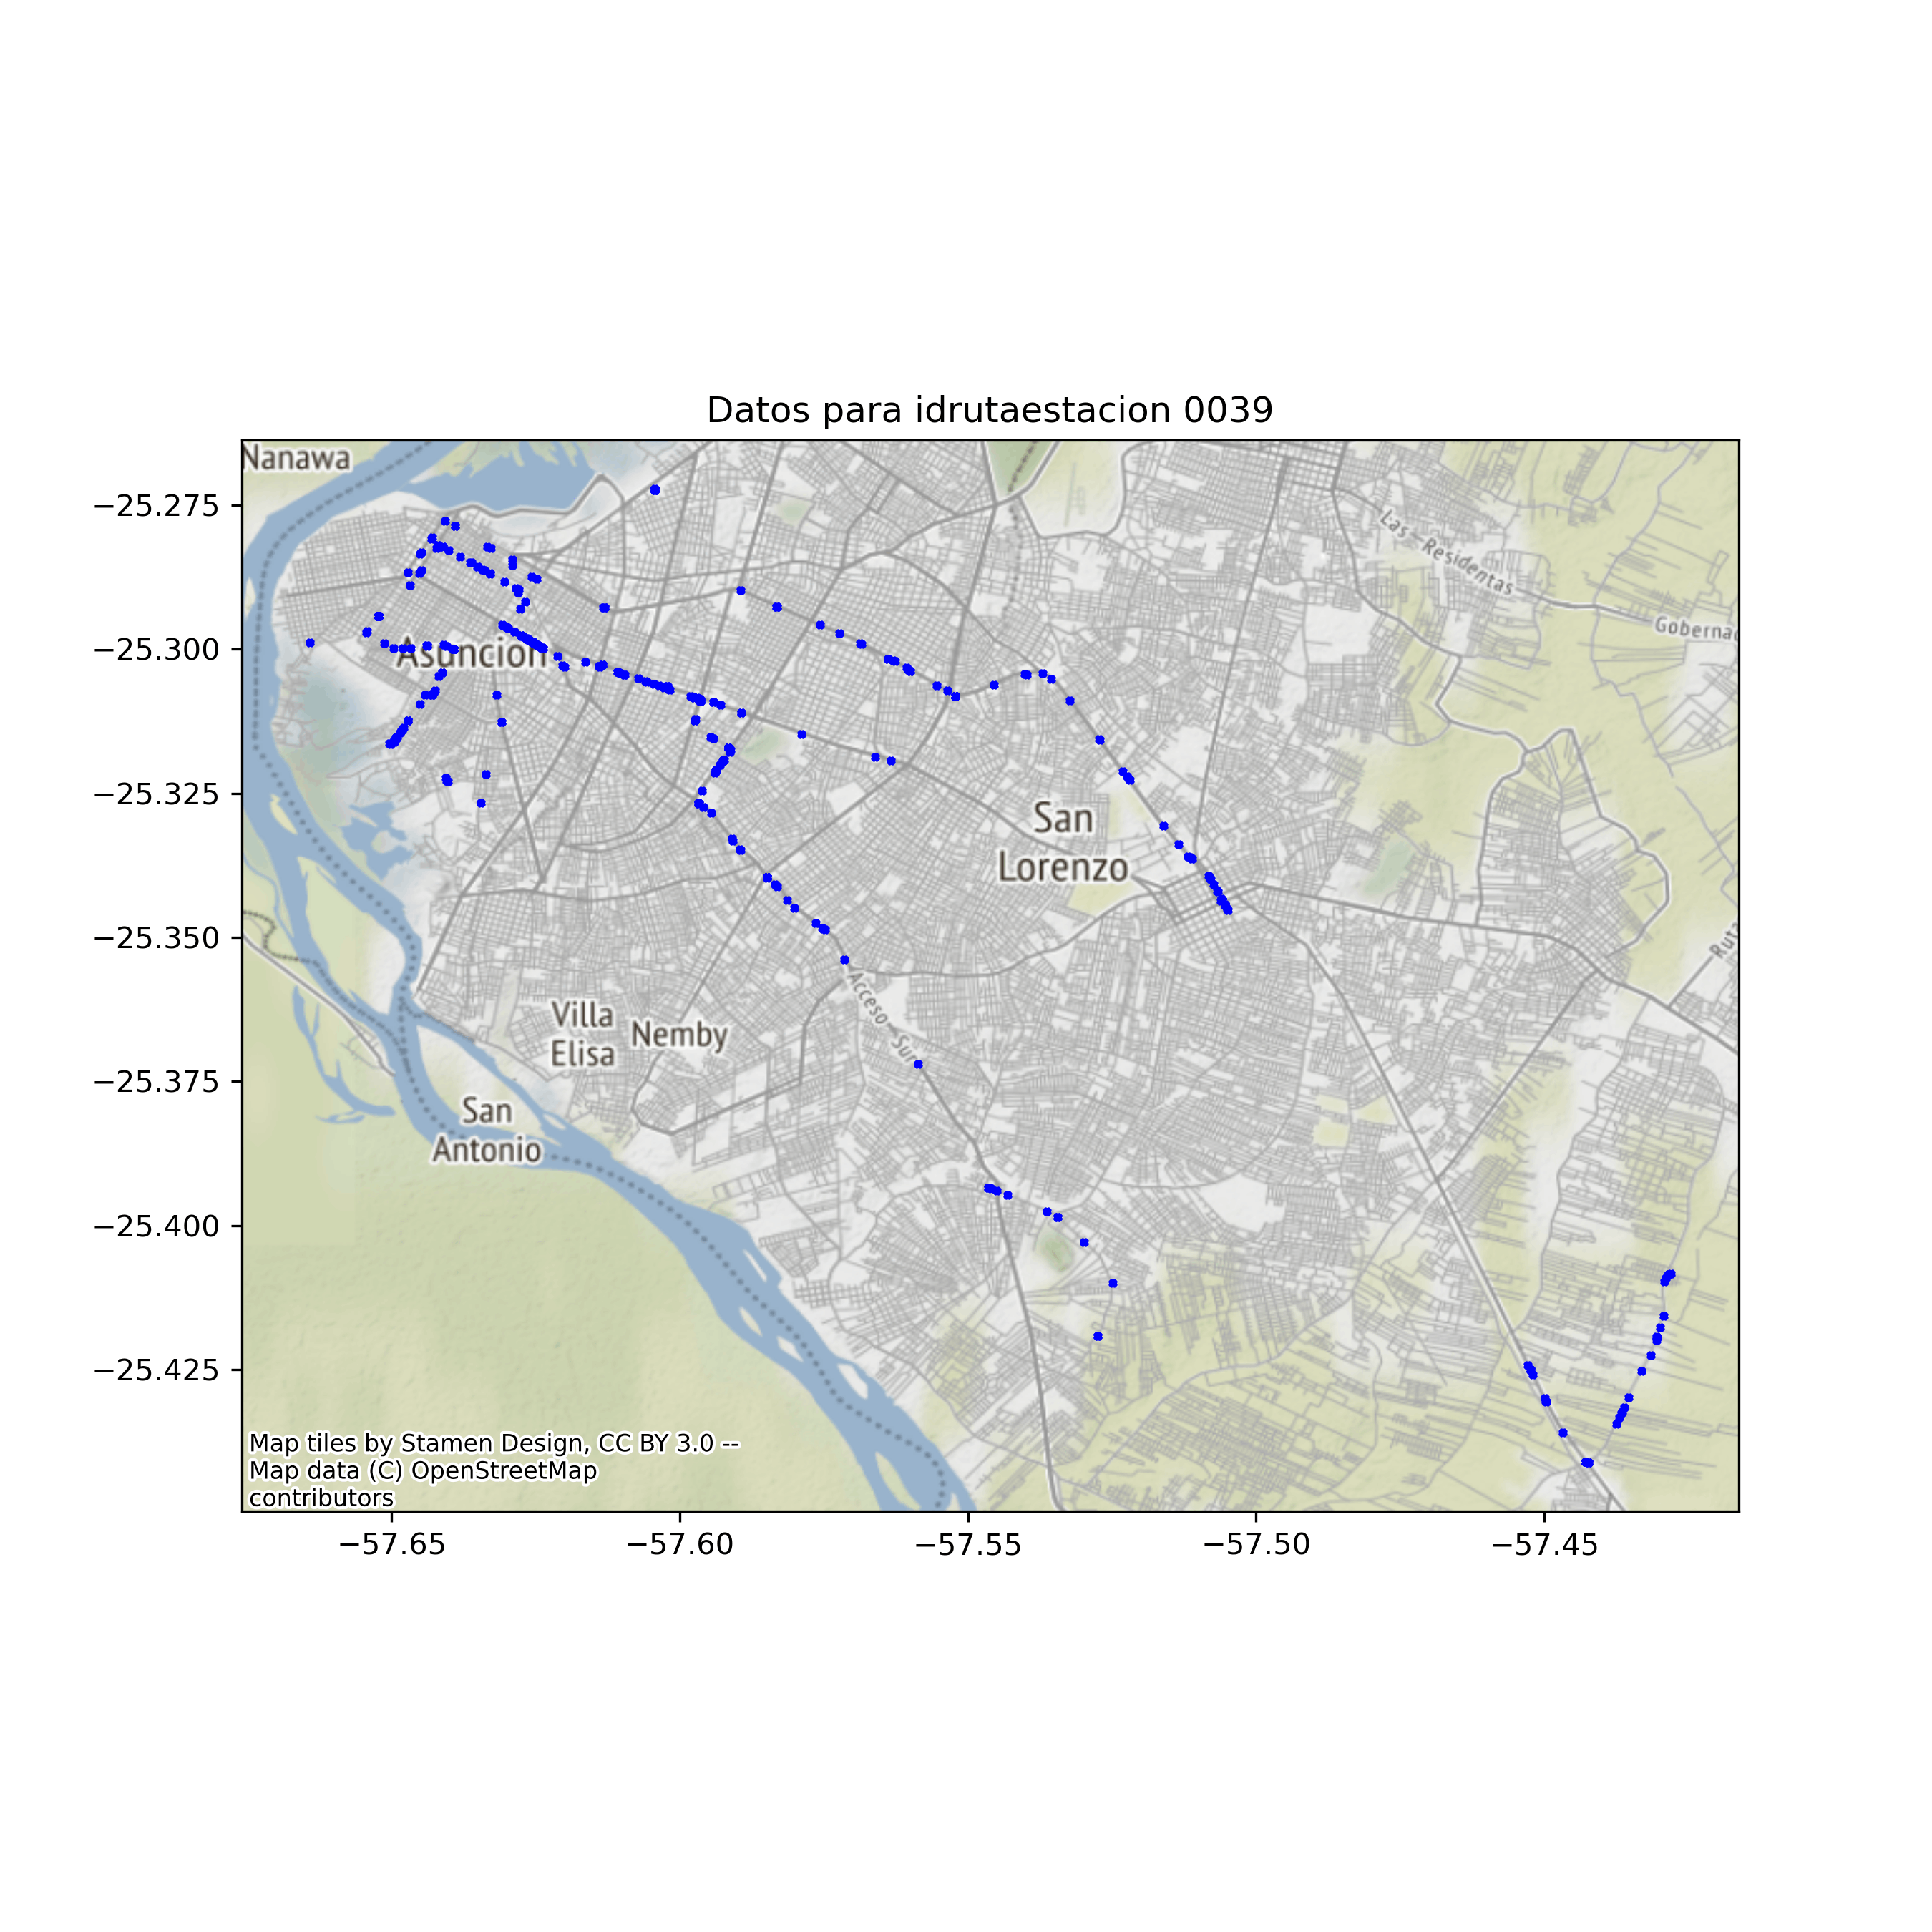 Datos para idrutaestacion 0039
Nanawa
−25.275
−25.300
−25.325
−25.350
−25.375
−25.400
−25.425
Las Residentas
Gobernac
Asuncion
San
Lorenzo
Ruta
Acceso Sur
Villa
Elisa
Nemby
San
Antonio
Map tiles by Stamen Design, CC BY 3.0 --
Map data (C) OpenStreetMap
contributors
−57.65
−57.60
−57.55
−57.50
−57.45